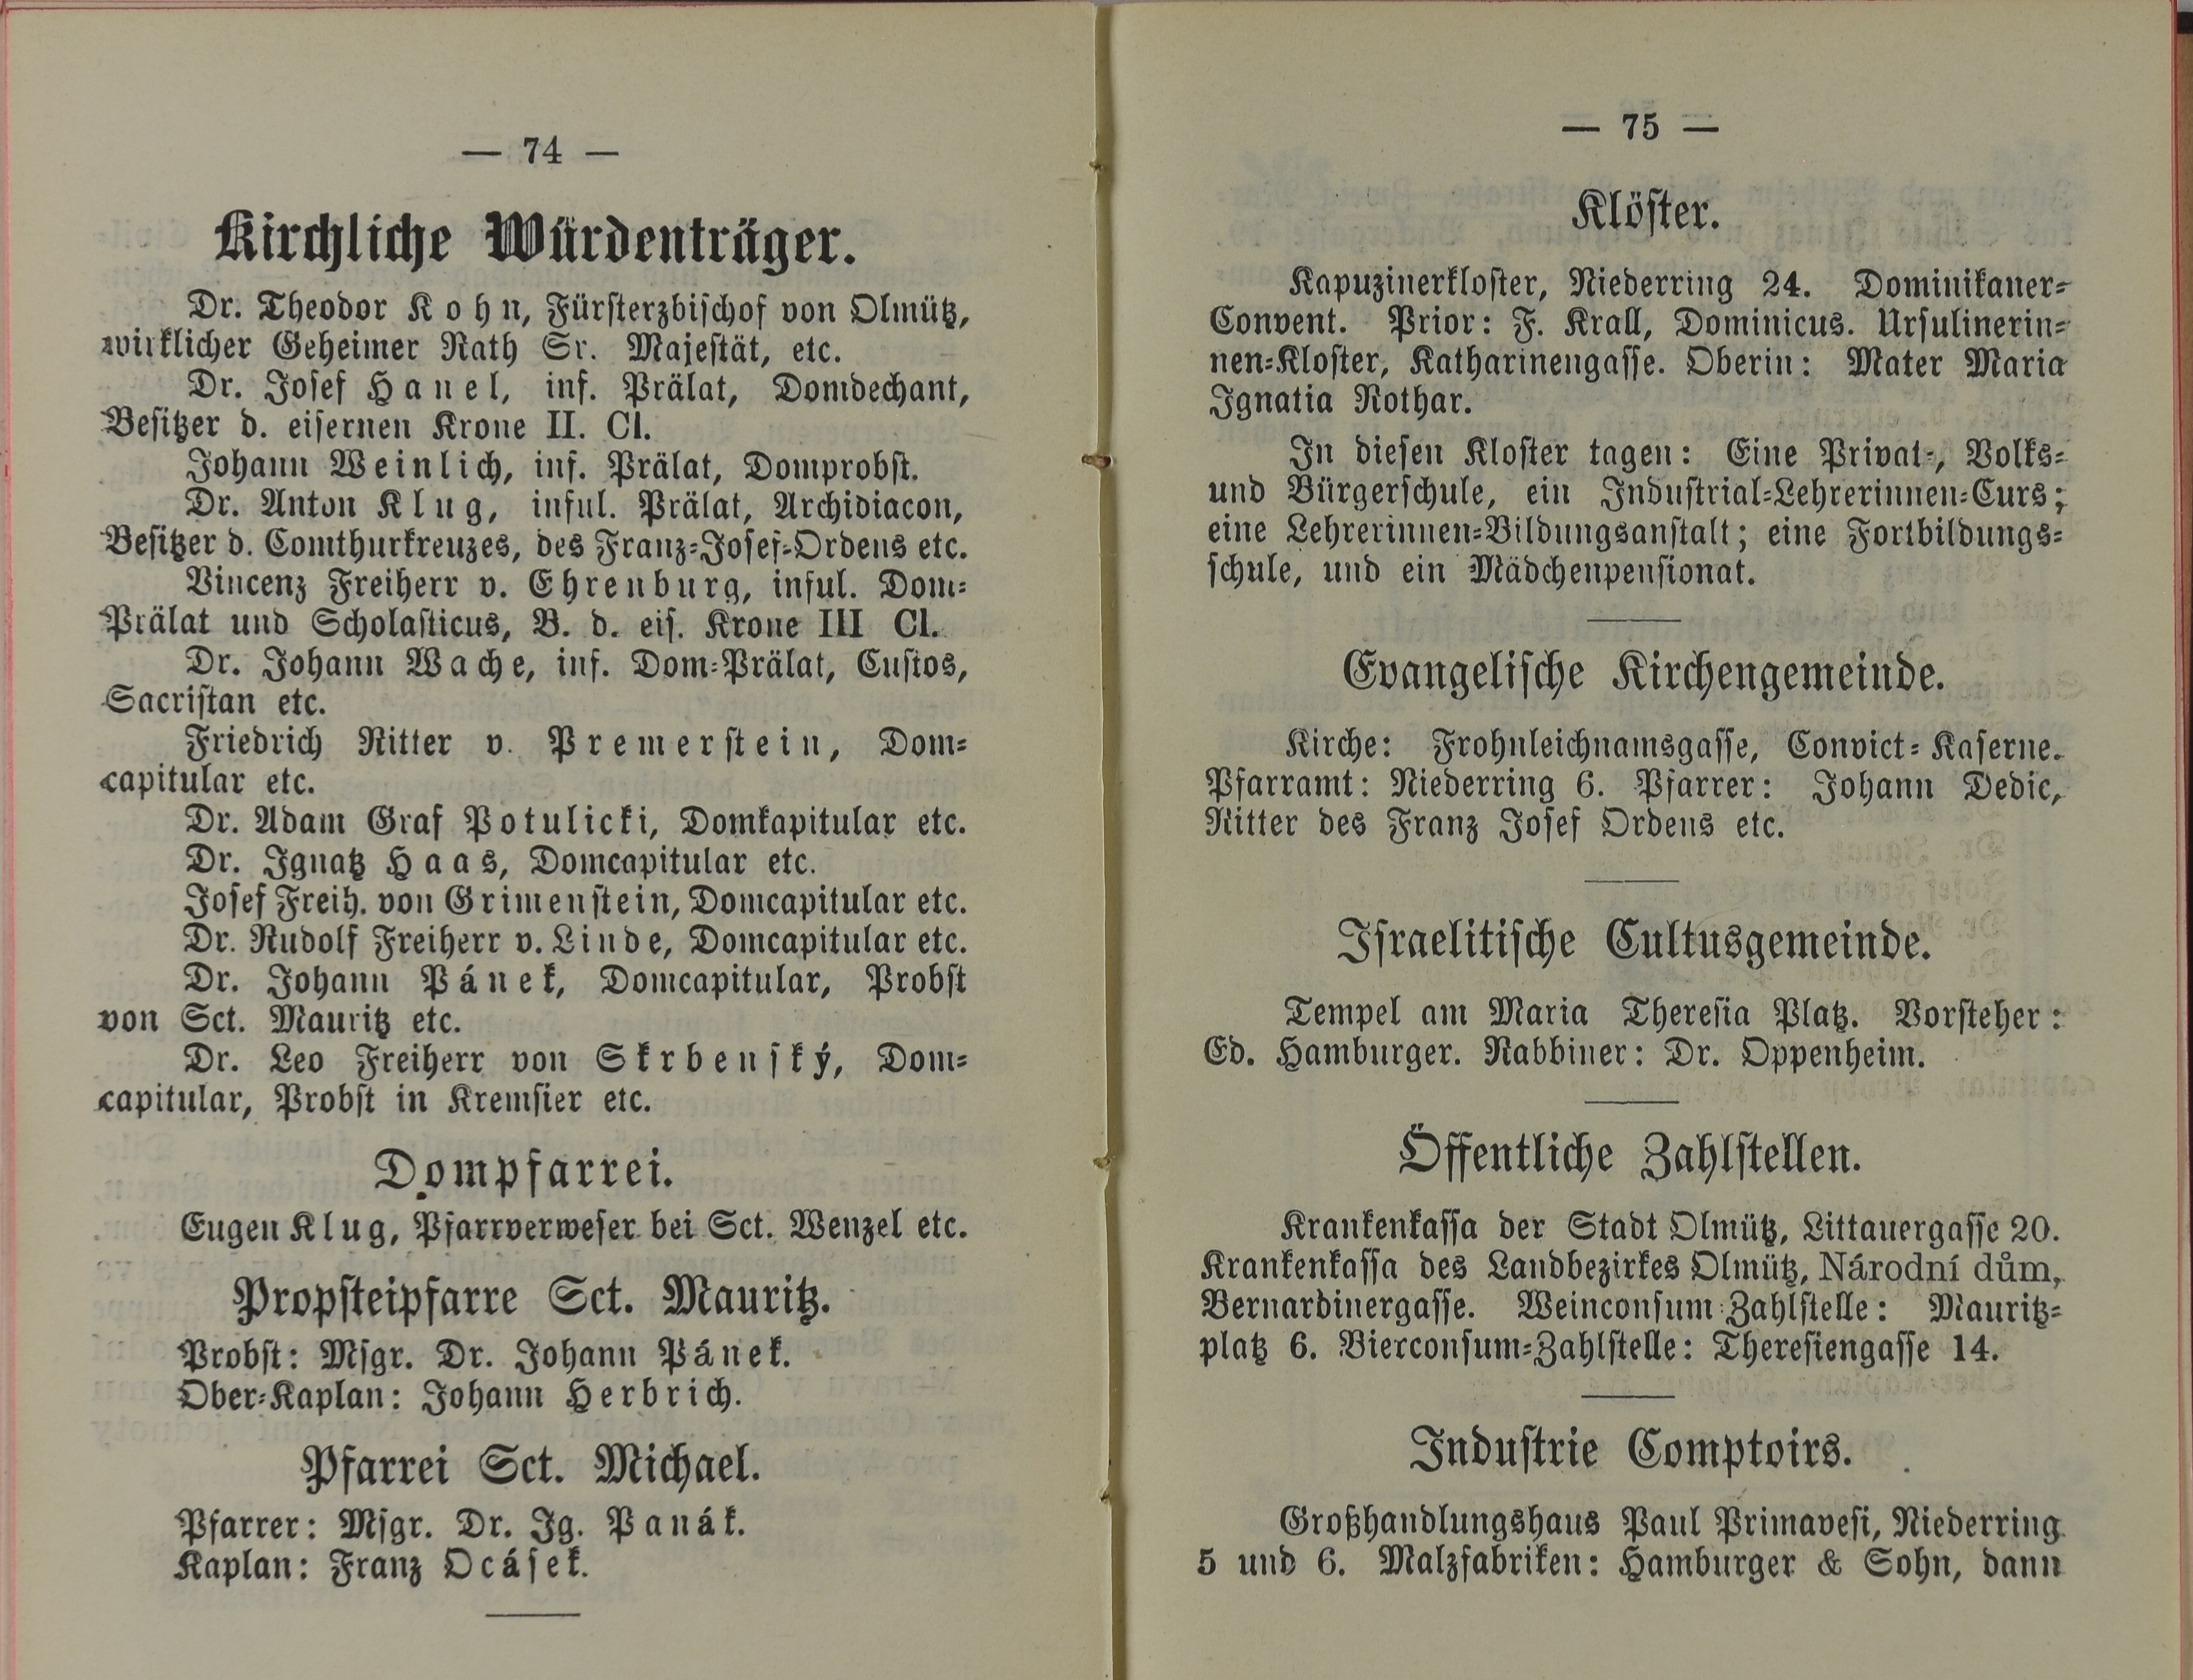 — 74 —
Kirchliche Würdenträger.
Dr. Theodor Kohn, Fürsterzbischof von Olmütz,
wirklicher Geheimer Rath Sr. Majestät, etc.
Dr. Josef Hanel, inf. Prälat, Domdechant,
Besitzer d. eisernen Krone II. Cl.
Johann Weinlich, inf. Prälat, Domprobst.
Dr. Anton Klug, inful. Prälat, Archidiacon,
Besitzer d. Comthurkreuzes, des Franz-Josef-Ordens etc.
Vincenz Freiherr v. Ehrenburg, inful. Dom-
Prälat und Scholasticus, B. d. eis. Krone III Cl.
Dr. Johann Wache, inf. Dom-Prälat, Custos,
Sacristan etc.
Friedrich Ritter v. Premerstein, Dom-
capitular etc.
Dr. Adam Graf Potulicki, Domkapitular etc.
Dr. Ignatz Haas, Domcapitular etc.
Josef Freih. von Grimenstein, Domcapitular etc.
Dr. Rudolf Freiherr v. Linde, Domcapitular etc.
Dr. Johann Pánek, Domcapitular, Probst
von Sct. Mauritz etc.
Dr. Leo Freiherr von Skrbenský, Dom-
capitular, Probst in Kremsier etc.
Dompfarrei.
Eugen Klug, Pfarrverweser bei Sct. Wenzel etc.
Propsteipfarre Sct. Mauritz.
Probst: Msgr. Dr. Johann Pánek.
Ober-Kaplan: Johann Herbrich.
Pfarrei Sct. Michael.
Pfarrer: Msgr. Dr. Ig. Panák.
Kaplan: Franz Ocásek.
— 75 —
Klöster.
Kapuzinerkloster, Niederring 24. Dominikaner-
Convent. Prior: F. Krall, Dominicus. Ursulinerin-
nen-Kloster, Katharinengasse. Oberin: Mater Maria
Ignatia Rothar.
In diesen Kloster tagen: Eine Privat-, Volks-
und Bürgerschule, ein Industrial-Lehrerinnen-Curs;
eine Lehrerinnen-Bildungsanstalt; eine Fortbildungs-
schule, und ein Mädchenpensionat.
Evangelische Kirchengemeinde.
Kirche: Frohnleichnamsgasse, Convict-Kaserne.
Pfarramt: Niederring 6. Pfarrer: Johann Dedic,
Ritter des Franz Josef Ordens etc.
Israelitische Cultusgemeinde.
Tempel am Maria Theresia Platz. Vorsteher:
Ed. Hamburger. Rabbiner: Dr. Oppenheim.
Öffentliche Zahlstellen.
Krankenkassa der Stadt Olmütz, Littauergasse 20.
Krankenkassa des Landbezirkes Olmütz, Národní dům,
Bernardinergasse. Weinconsum-Zahlstelle: Mauritz-
platz 6. Bierconsum-Zahlstelle: Theresiengasse 14.
Industrie Comptoirs.
Großhandlungshaus Paul Primavesi, Niederring
5 und 6. Malzfabriken: Hamburger & Sohn, dann